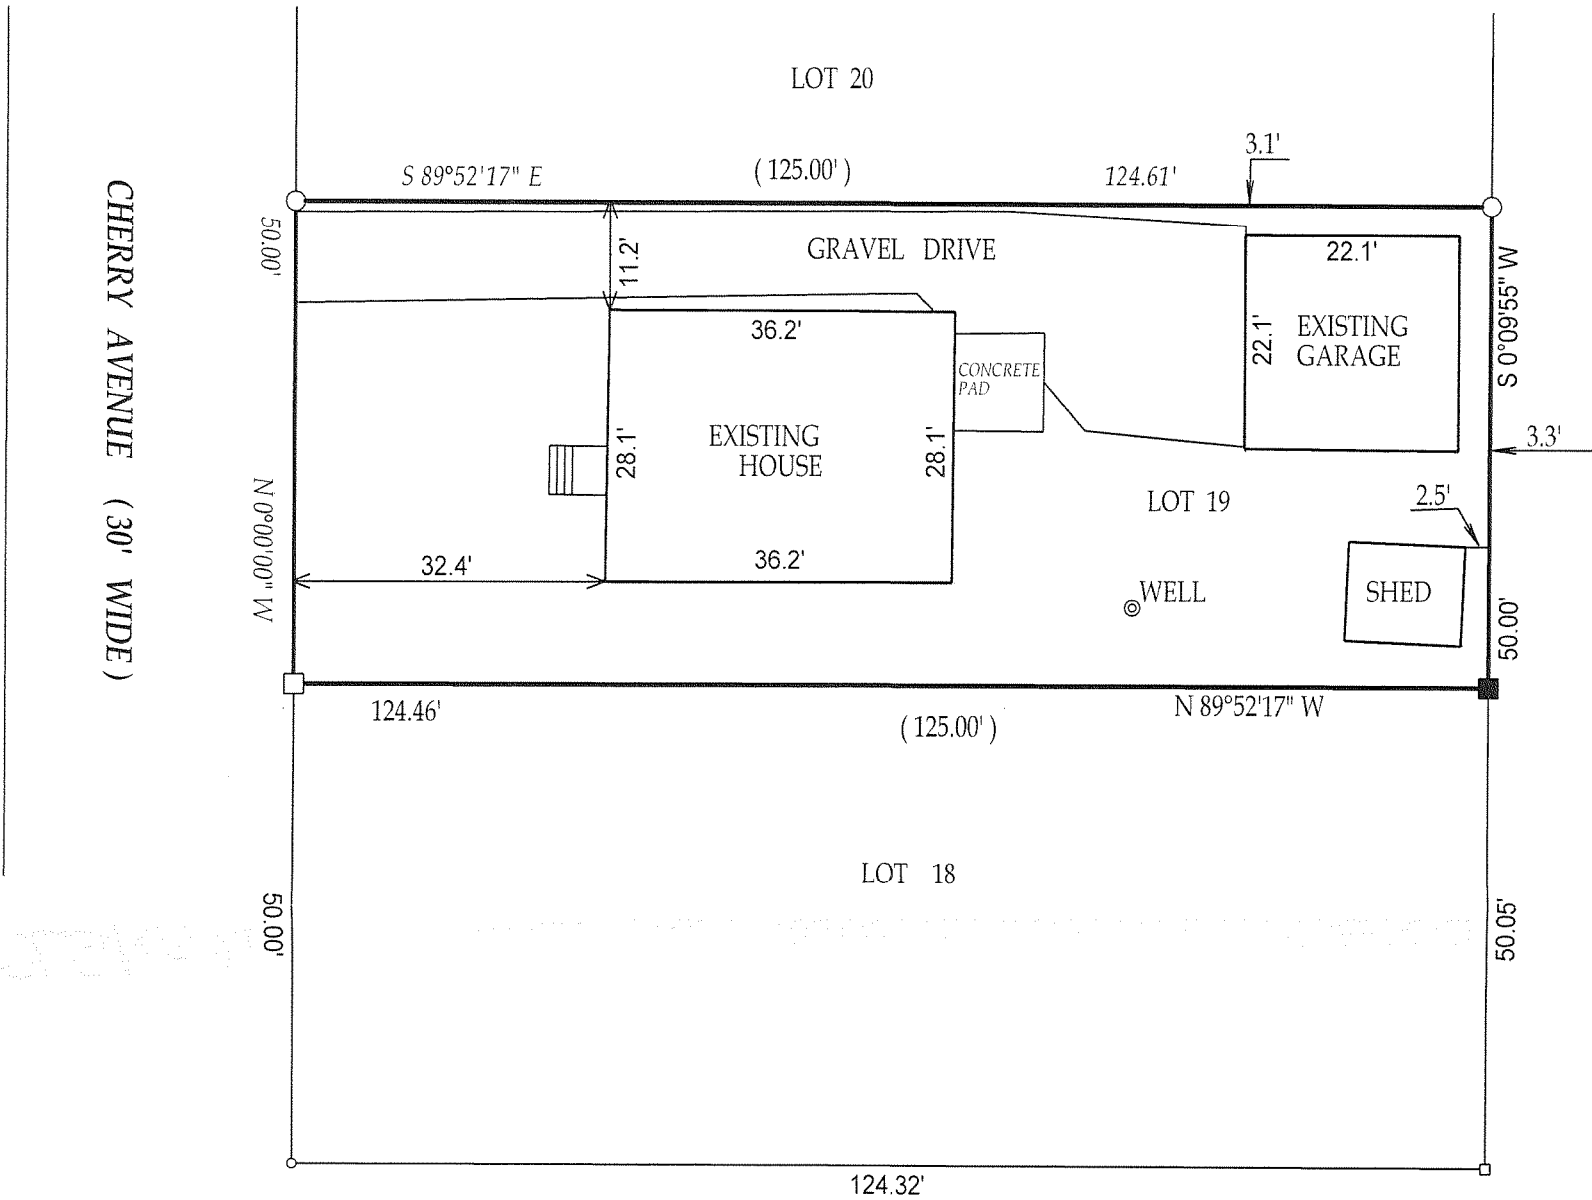 LOT 20
3.1'
S 89°52'17" E
( 125.00' )
124.61'
CHERRY AVENUE ( 30' WIDE )
50.00'
N 0°00'00" W
11.2'
GRAVEL DRIVE
22.1'
22.1'
EXISTING
GARAGE
S 0°09'55" W
36.2'
CONCRETE
PAD
EXISTING
HOUSE
28.1'
28.1'
3.3'
LOT 19
2.5'
32.4'
36.2'
WELL
SHED
50.00'
124.46'
( 125.00' )
N 89°52'17" W
LOT 18
50.00'
50.05'
124.32'